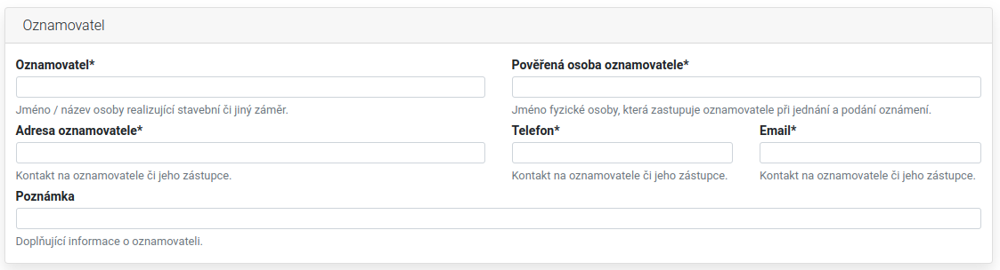 Oznamovatel
Oznamovatel* Pověřená osoba oznamovatele*
Jméno / název osoby realizující stavební či jiný záměr. Jméno fyzické osoby, která zastupuje oznamovatele při jednání a podání oznámení.
Adresa oznamovatele* Telefon* Email*
Kontakt na oznamovatele či jeho zástupce. Kontakt na oznamovatele či jeho zástupce. Kontakt na oznamovatele či jeho zástupce.
Poznámka
Doplňující informace o oznamovateli.